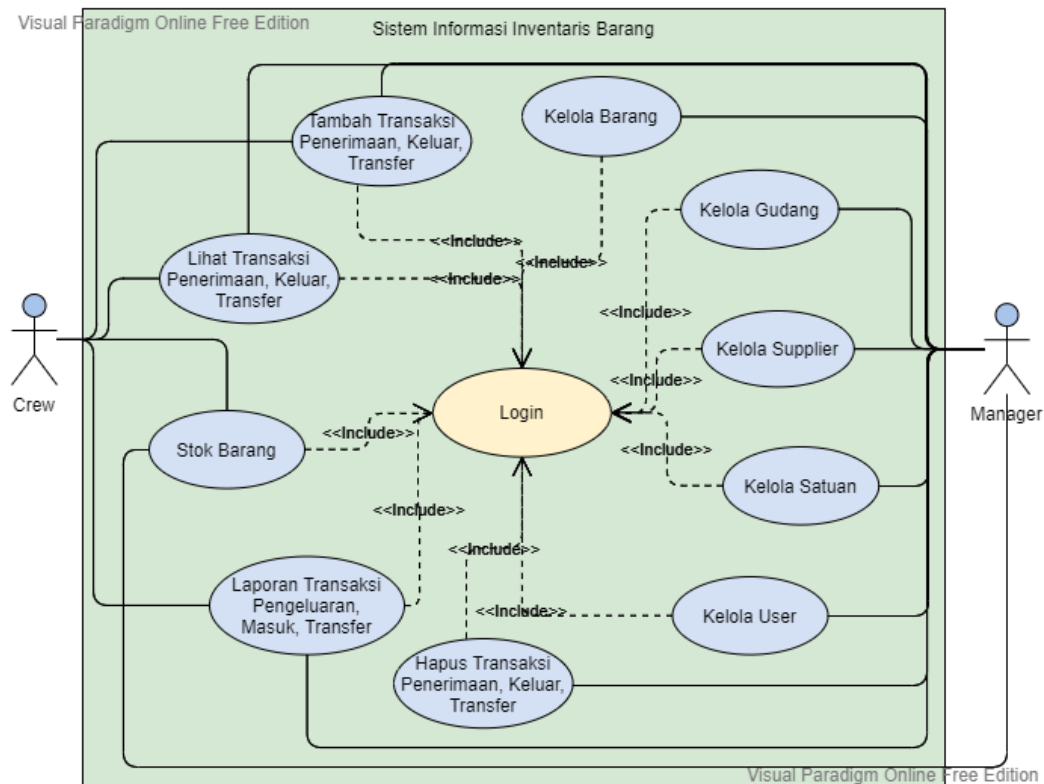 Visual Paradigm Online Free Edition
Sistem Informasi Inventaris Barang
Tambah Transaksi
Penerimaan, Keluar,
Transfer
Kelola Barang
Kelola Gudang
<<Include>>
<<Include>>
Lihat Transaksi
Penerimaan, Keluar,
Transfer
<<Include>>
<<Include>>
Kelola Supplier
<<Include>>
Crew
Login
Manager
<<Include>>
Stok Barang
<<Include>>
Kelola Satuan
<<Include>>
<<Include>>
Laporan Transaksi
Pengeluaran,
Masuk, Transfer
<<Include>>
Kelola User
Hapus Transaksi
Penerimaan, Keluar,
Transfer
Visual Paradigm Online Free Edition